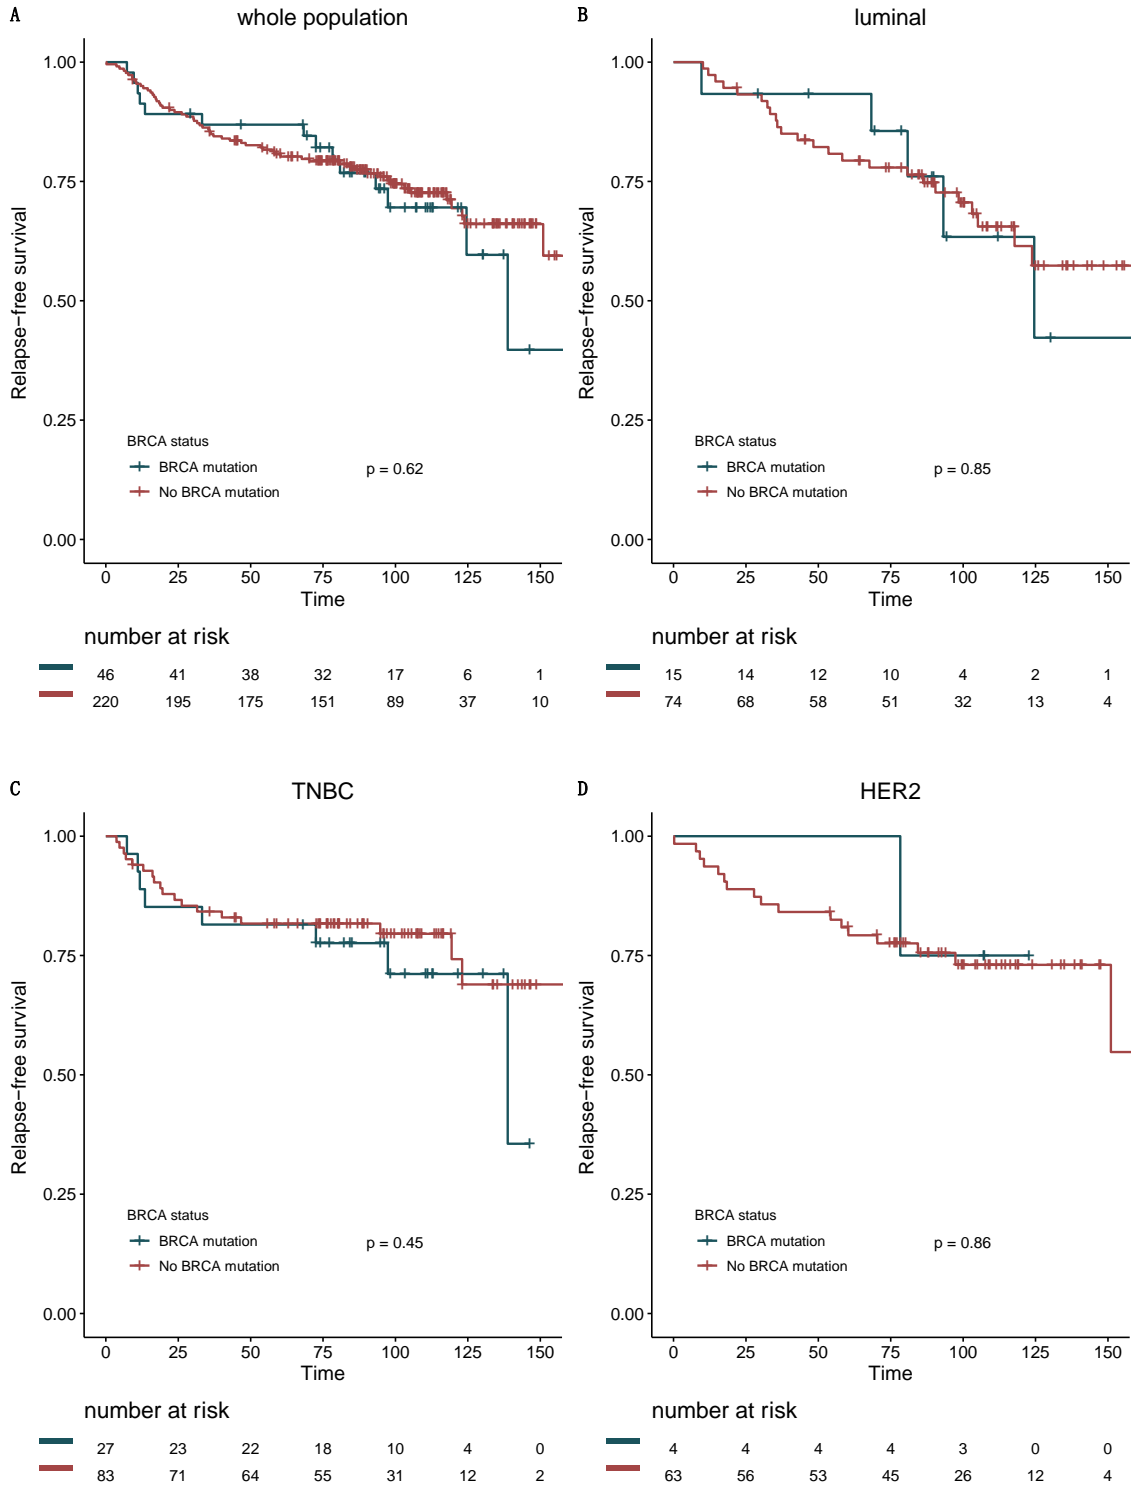 A
whole population
1.00
0.75
0.50
0.25
0.00
Relapse−free survival
BRCA status
BRCA mutation
No BRCA mutation
p = 0.62
0 25 50 75 100 125 150
Time
number at risk
46 41 38 32 17 6 1
220 195 175 151 89 37 10
B
luminal
1.00
0.75
0.50
0.25
0.00
Relapse−free survival
BRCA status
BRCA mutation
No BRCA mutation
p = 0.85
0 25 50 75 100 125 150
Time
number at risk
15 14 12 10 4 2 1
74 68 58 51 32 13 4
C
TNBC
1.00
0.75
0.50
0.25
0.00
Relapse−free survival
BRCA status
BRCA mutation
No BRCA mutation
p = 0.45
0 25 50 75 100 125 150
Time
number at risk
27 23 22 18 10 4 0
83 71 64 55 31 12 2
D
HER2
1.00
0.75
0.50
0.25
0.00
Relapse−free survival
BRCA status
BRCA mutation
No BRCA mutation
p = 0.86
0 25 50 75 100 125 150
Time
number at risk
4 4 4 4 3 0 0
63 56 53 45 26 12 4